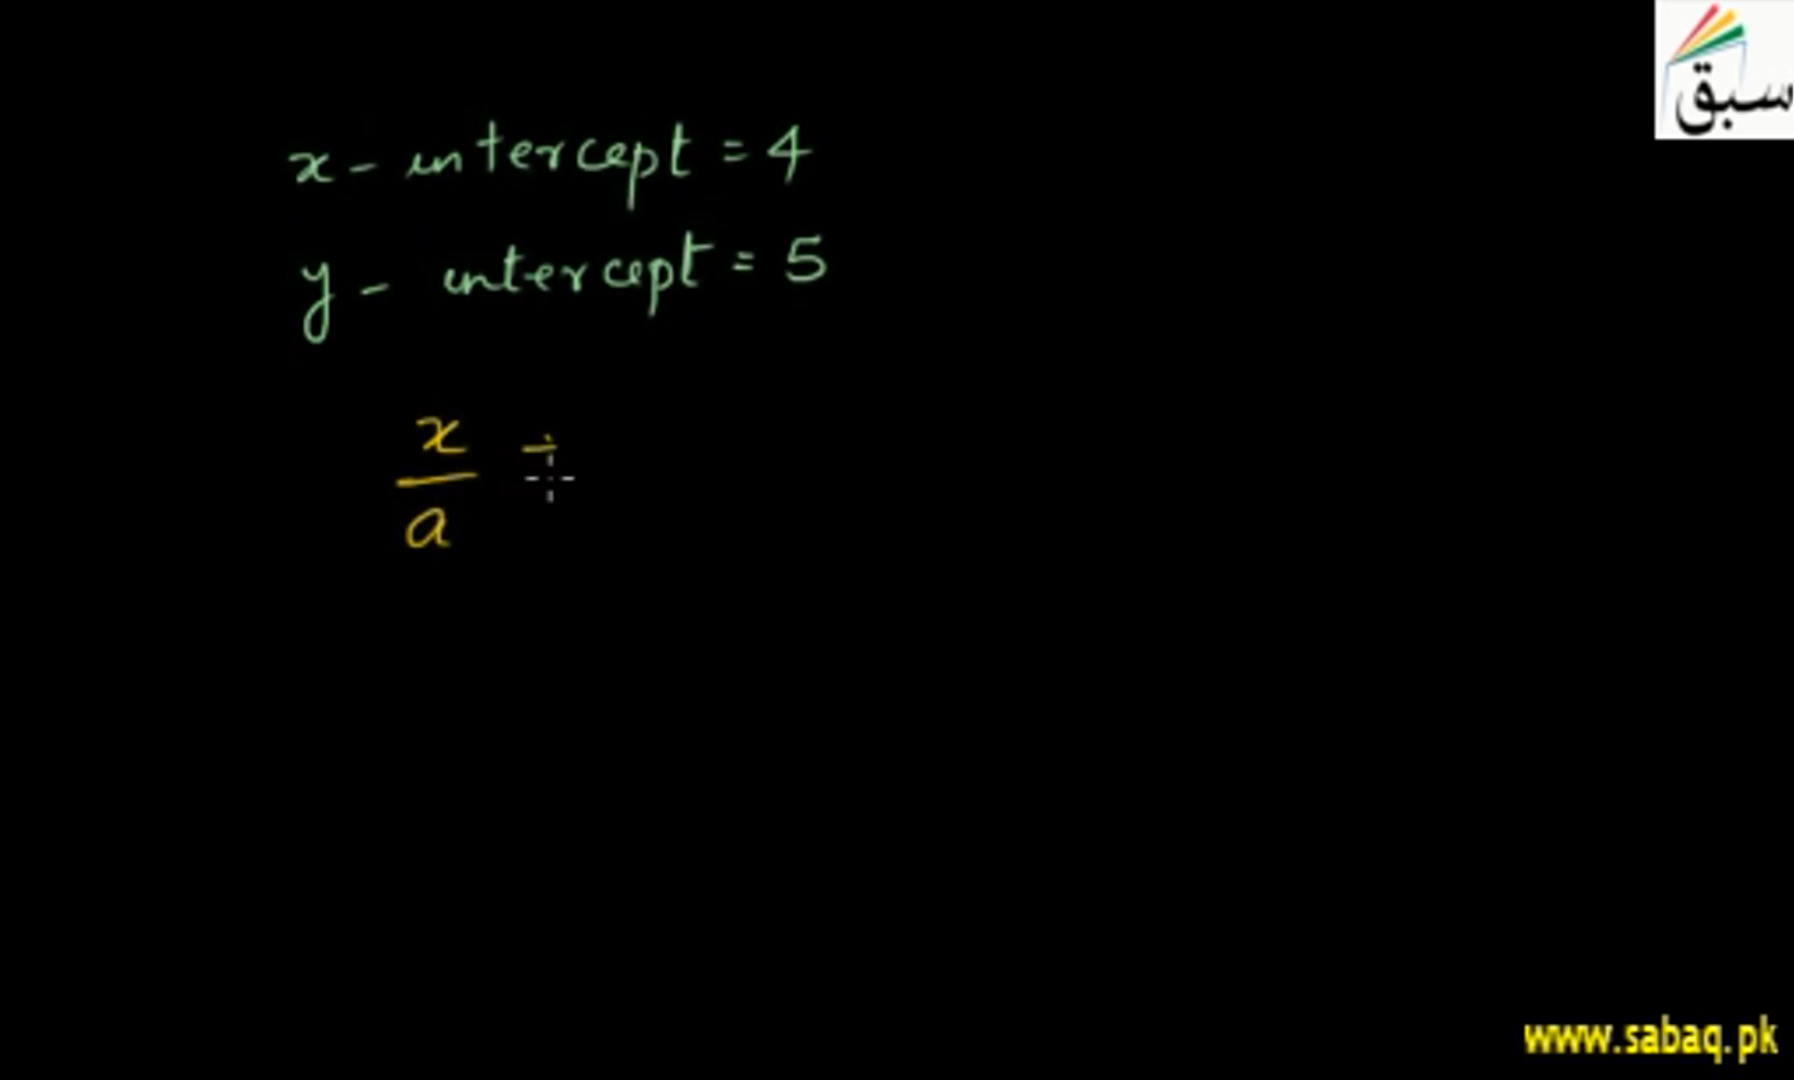 سبق
x - intercept = 4
y - intercept = 5
x
a
www.sabaq.pk